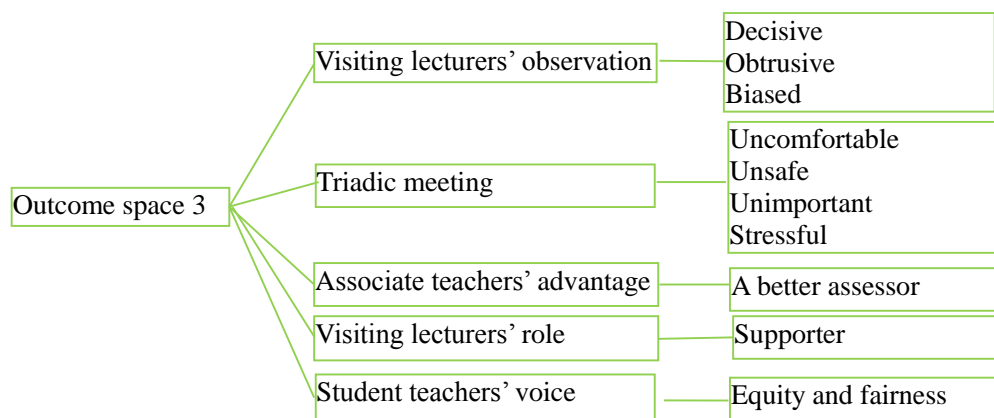 Outcome space 3
Visiting lecturers’ observation
Decisive
Obtrusive
Biased
Triadic meeting
Uncomfortable
Unsafe
Unimportant
Stressful
Associate teachers’ advantage
A better assessor
Visiting lecturers’ role
Supporter
Student teachers’ voice
Equity and fairness